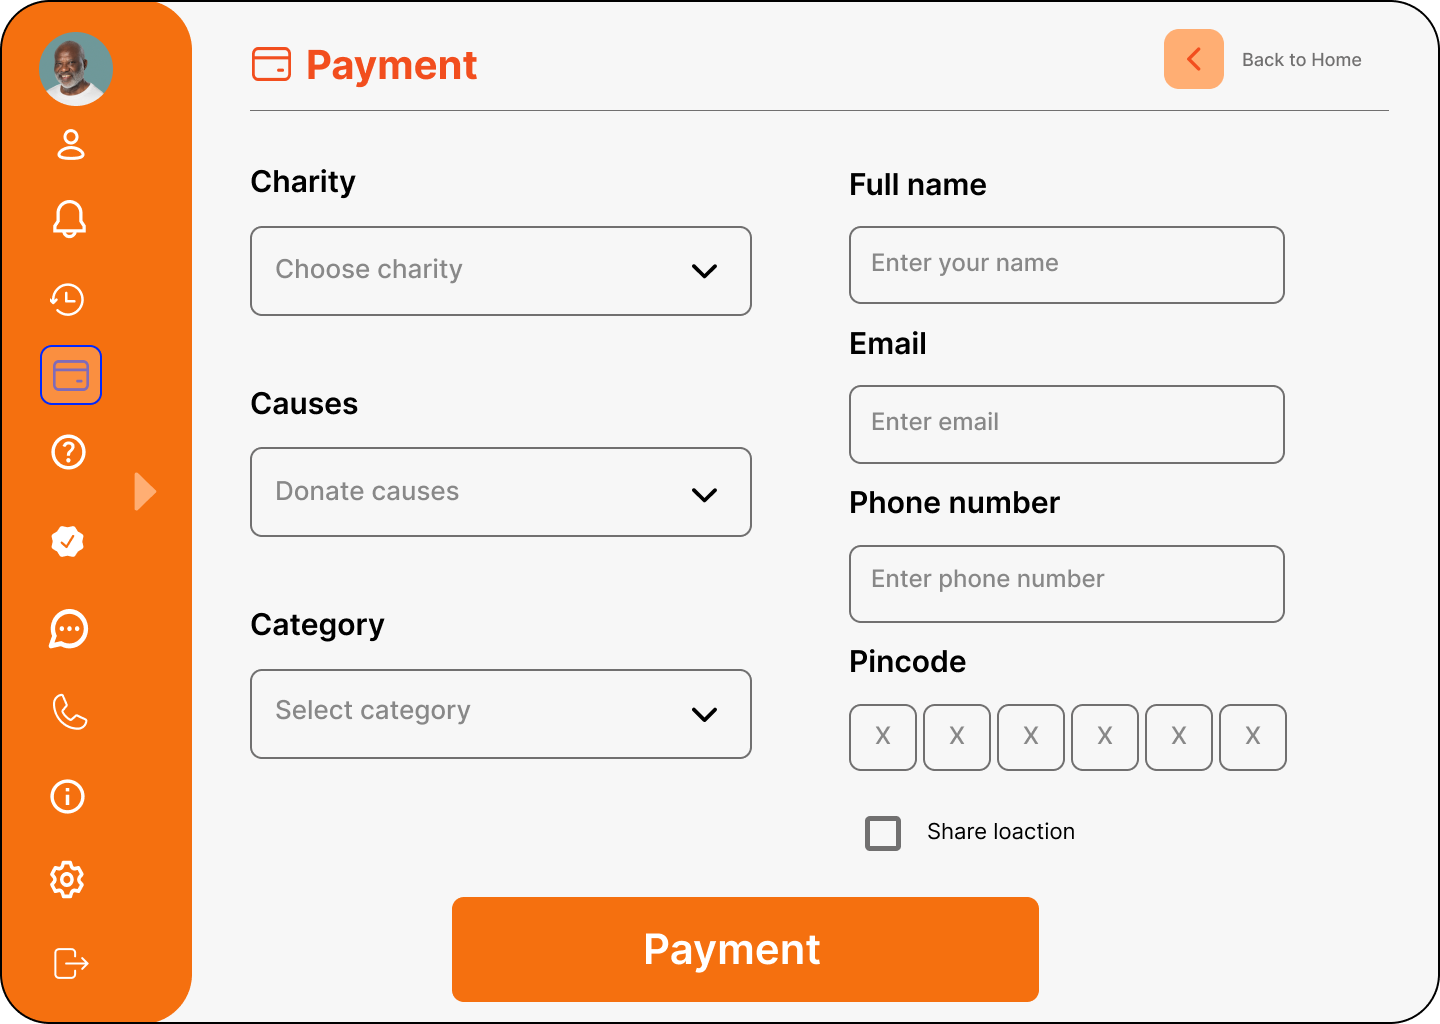 Payment
Back to Home
Charity
Choose charity
Causes
Donate causes
Category
Select category
Full name
Enter your name
Email
Enter email
Phone number
Enter phone number
Pincode
X X X X X X
Share loaction
Payment